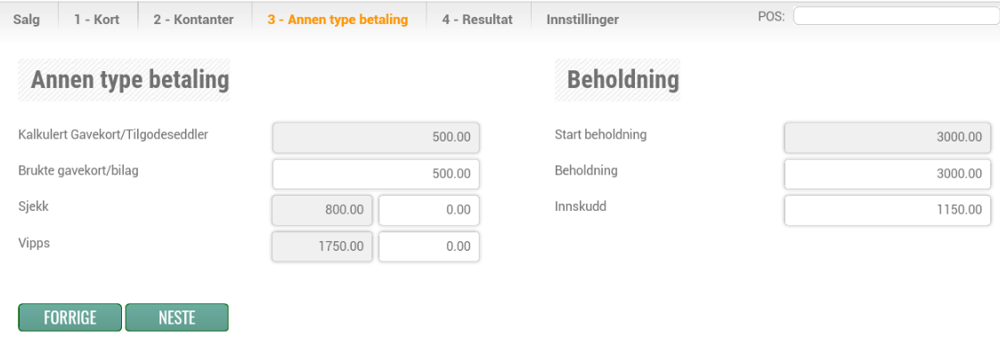 Salg 1 - Kort 2 - Kontanter 3 - Annen type betaling 4 - Resultat Innstillinger POS:
Annen type betaling
Kalkulert Gavekort/Tilgodeseddler 500.00
Brukte gavekort/bilag 500.00
Sjekk 800.00 0.00
Vipps 1750.00 0.00
Beholdning
Start beholdning 3000.00
Beholdning 3000.00
Innskudd 1150.00
FORRIGE NESTE